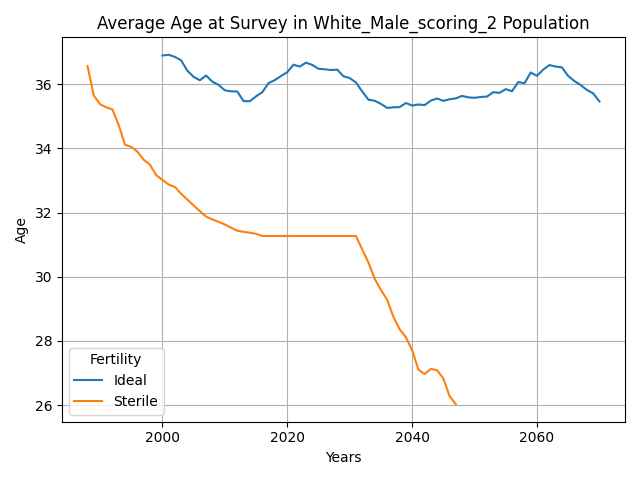 Average Age at Survey in White_Male_scoring_2 Population
Age
36
34
32
30
28
26
Fertility
Ideal
Sterile
2000 2020 2040 2060
Years